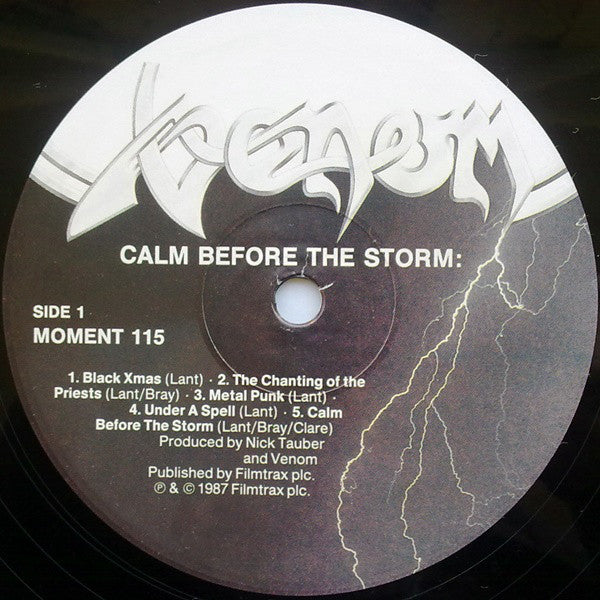 Venom
CALM BEFORE THE STORM:
SIDE 1
MOMENT 115
1. Black Xmas (Lant) · 2. The Chanting of the
Priests (Lant/Bray) · 3. Metal Punk (Lant) ·
4. Under A Spell (Lant) · 5. Calm
Before The Storm (Lant/Bray/Clare)
Produced by Nick Tauber
and Venom
Published by Filmtrax plc.
℗ & © 1987 Filmtrax plc.